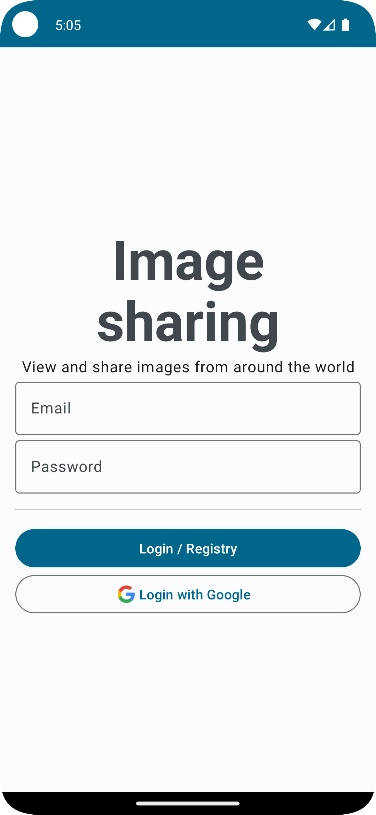 5:05
Image
sharing
View and share images from around the world
Email
Password
Login / Registry
Login with Google